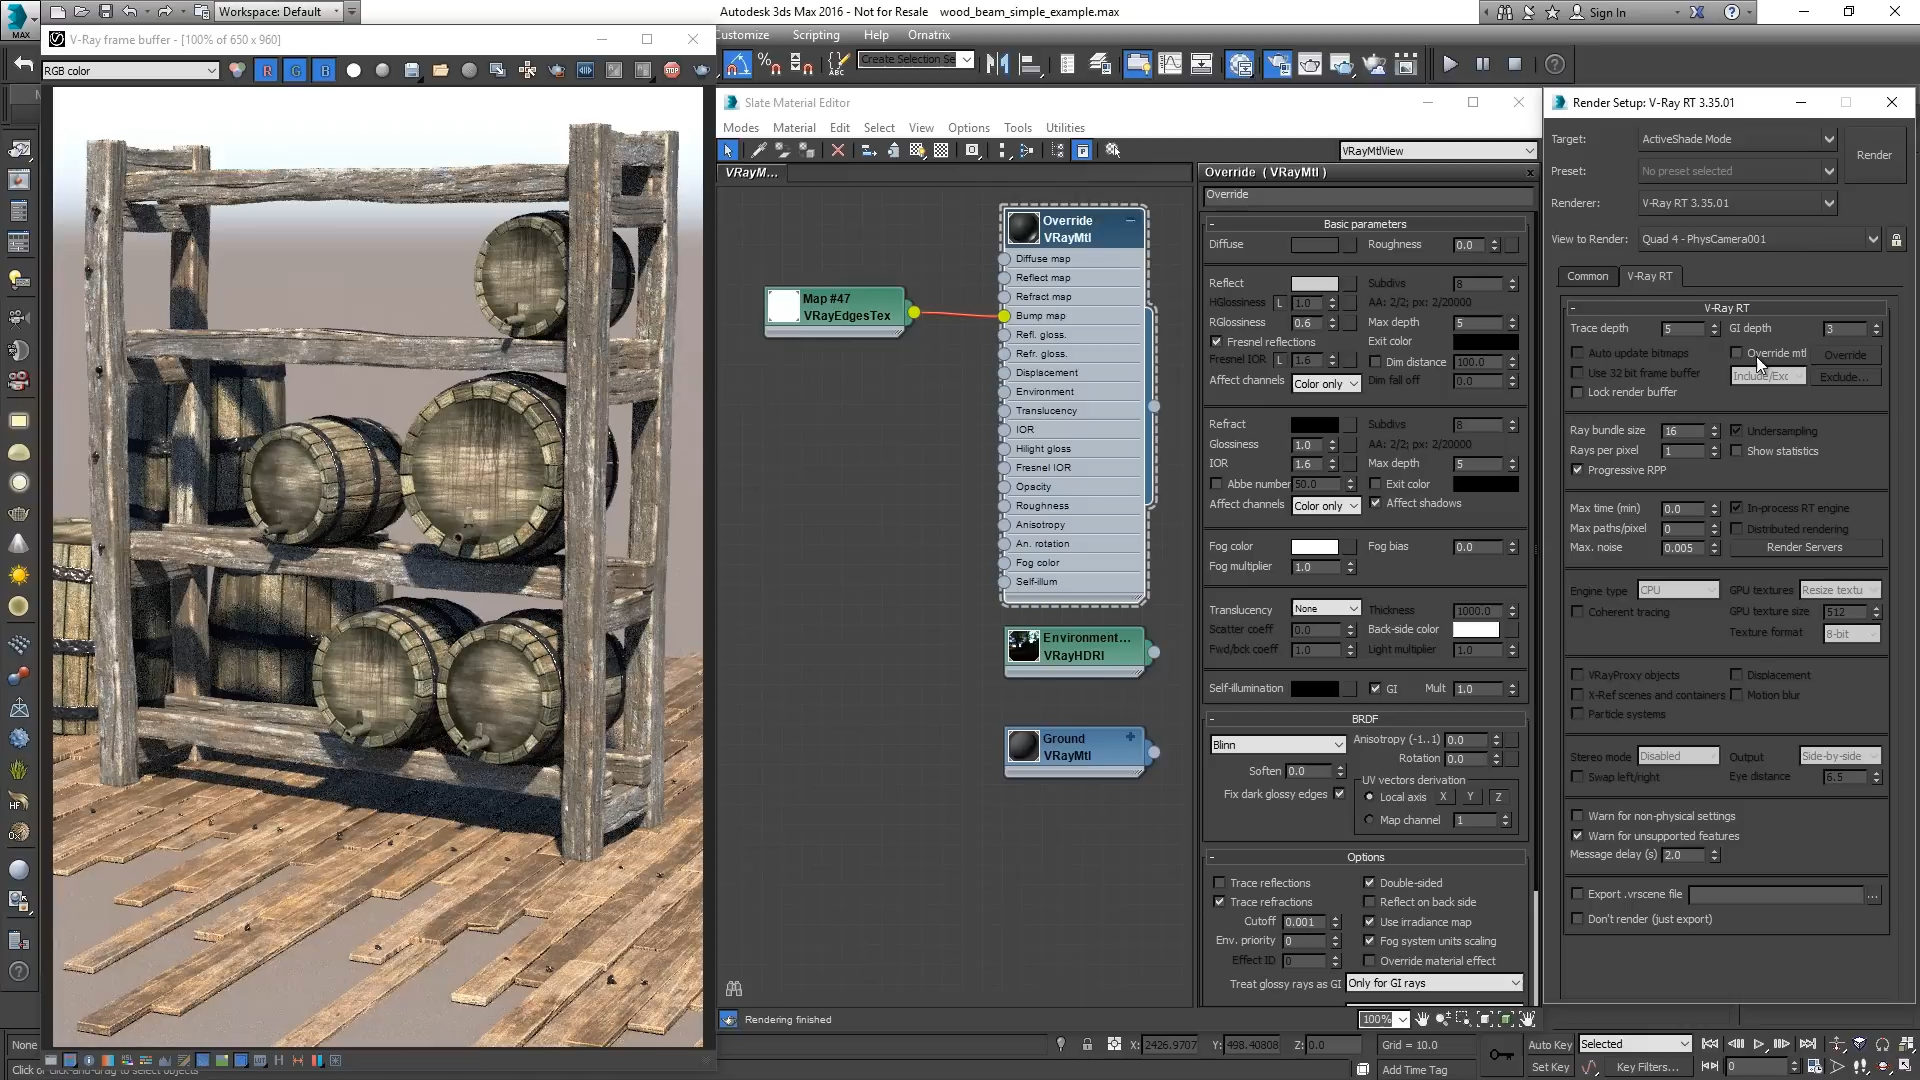 Workspace: Default
Autodesk 3ds Max 2016 - Not for Resale wood_beam_simple_example.max
Sign In
MAX
V-Ray frame buffer - [100% of 650 x 960]
Customize Scripting Help Ornatrix
RGB color
R G B
STOP
ABC
Create Selection Se
Slate Material Editor
Modes Material Edit Select View Options Tools Utilities
VRayMtlView
VRayM...
Map #47
VRayEdgesTex
Override
VRayMtl
Diffuse map
Reflect map
Refract map
Bump map
Refl. gloss.
Refr. gloss.
Displacement
Environment
Translucency
IOR
Hilight gloss
Fresnel IOR
Opacity
Roughness
Anisotropy
An. rotation
Fog color
Self-illum
Environment...
VRayHDRI
Ground
VRayMtl
Override ( VRayMtl )
Override
Basic parameters
Diffuse Roughness 0.0
Reflect Subdivs 8
HGlossiness L 1.0 AA: 2/2; px: 2/20000
RGlossiness 0.6 Max depth 5
Fresnel reflections Exit color
Fresnel IOR L 1.6 Dim distance 100.0
Affect channels Color only Dim fall off 0.0
Refract Subdivs 8
Glossiness 1.0 AA: 2/2; px: 2/20000
IOR 1.6 Max depth 5
Abbe number 50.0 Exit color
Affect channels Color only Affect shadows
Fog color Fog bias 0.0
Fog multiplier 1.0
Translucency None Thickness 1000.0
Scatter coeff 0.0 Back-side color
Fwd/bck coeff 1.0 Light multiplier 1.0
Self-illumination GI Mult 1.0
BRDF
Blinn Anisotropy (-1..1) 0.0
Rotation 0.0
Soften 0.0 UV vectors derivation
Fix dark glossy edges Local axis X Y Z
Map channel 1
Options
Trace reflections Double-sided
Trace refractions Reflect on back side
Cutoff 0.001 Use irradiance map
Env. priority 0 Fog system units scaling
Effect ID 0 Override material effect
Treat glossy rays as GI Only for GI rays
Rendering finished
100%
Render Setup: V-Ray RT 3.35.01
Target: ActiveShade Mode
Render
Preset: No preset selected
Renderer: V-Ray RT 3.35.01
View to Render: Quad 4 - PhysCamera001
Common V-Ray RT
V-Ray RT
Trace depth 5 GI depth 3
Auto update bitmaps Override mtl Override
Use 32 bit frame buffer Include/Exc Exclude...
Lock render buffer
Ray bundle size 16 Undersampling
Rays per pixel 1 Show statistics
Progressive RPP
Max time (min) 0.0 In-process RT engine
Max paths/pixel 0 Distributed rendering
Max. noise 0.005 Render Servers
Engine type CPU GPU textures Resize textu
Coherent tracing GPU texture size 512
Texture format 8-bit
VRayProxy objects Displacement
X-Ref scenes and containers Motion blur
Particle systems
Stereo mode Disabled Output Side-by-side
Swap left/right Eye distance 6.5
Warn for non-physical settings
Warn for unsupported features
Message delay (s) 2.0
Export .vrscene file ...
Don't render (just export)
None
X: 2426.9707 Y: 498.40808 Z: 0.0 Grid = 10.0
Auto Key Selected
Click or click-and-drag to select objects
Add Time Tag
Set Key Key Filters... 0